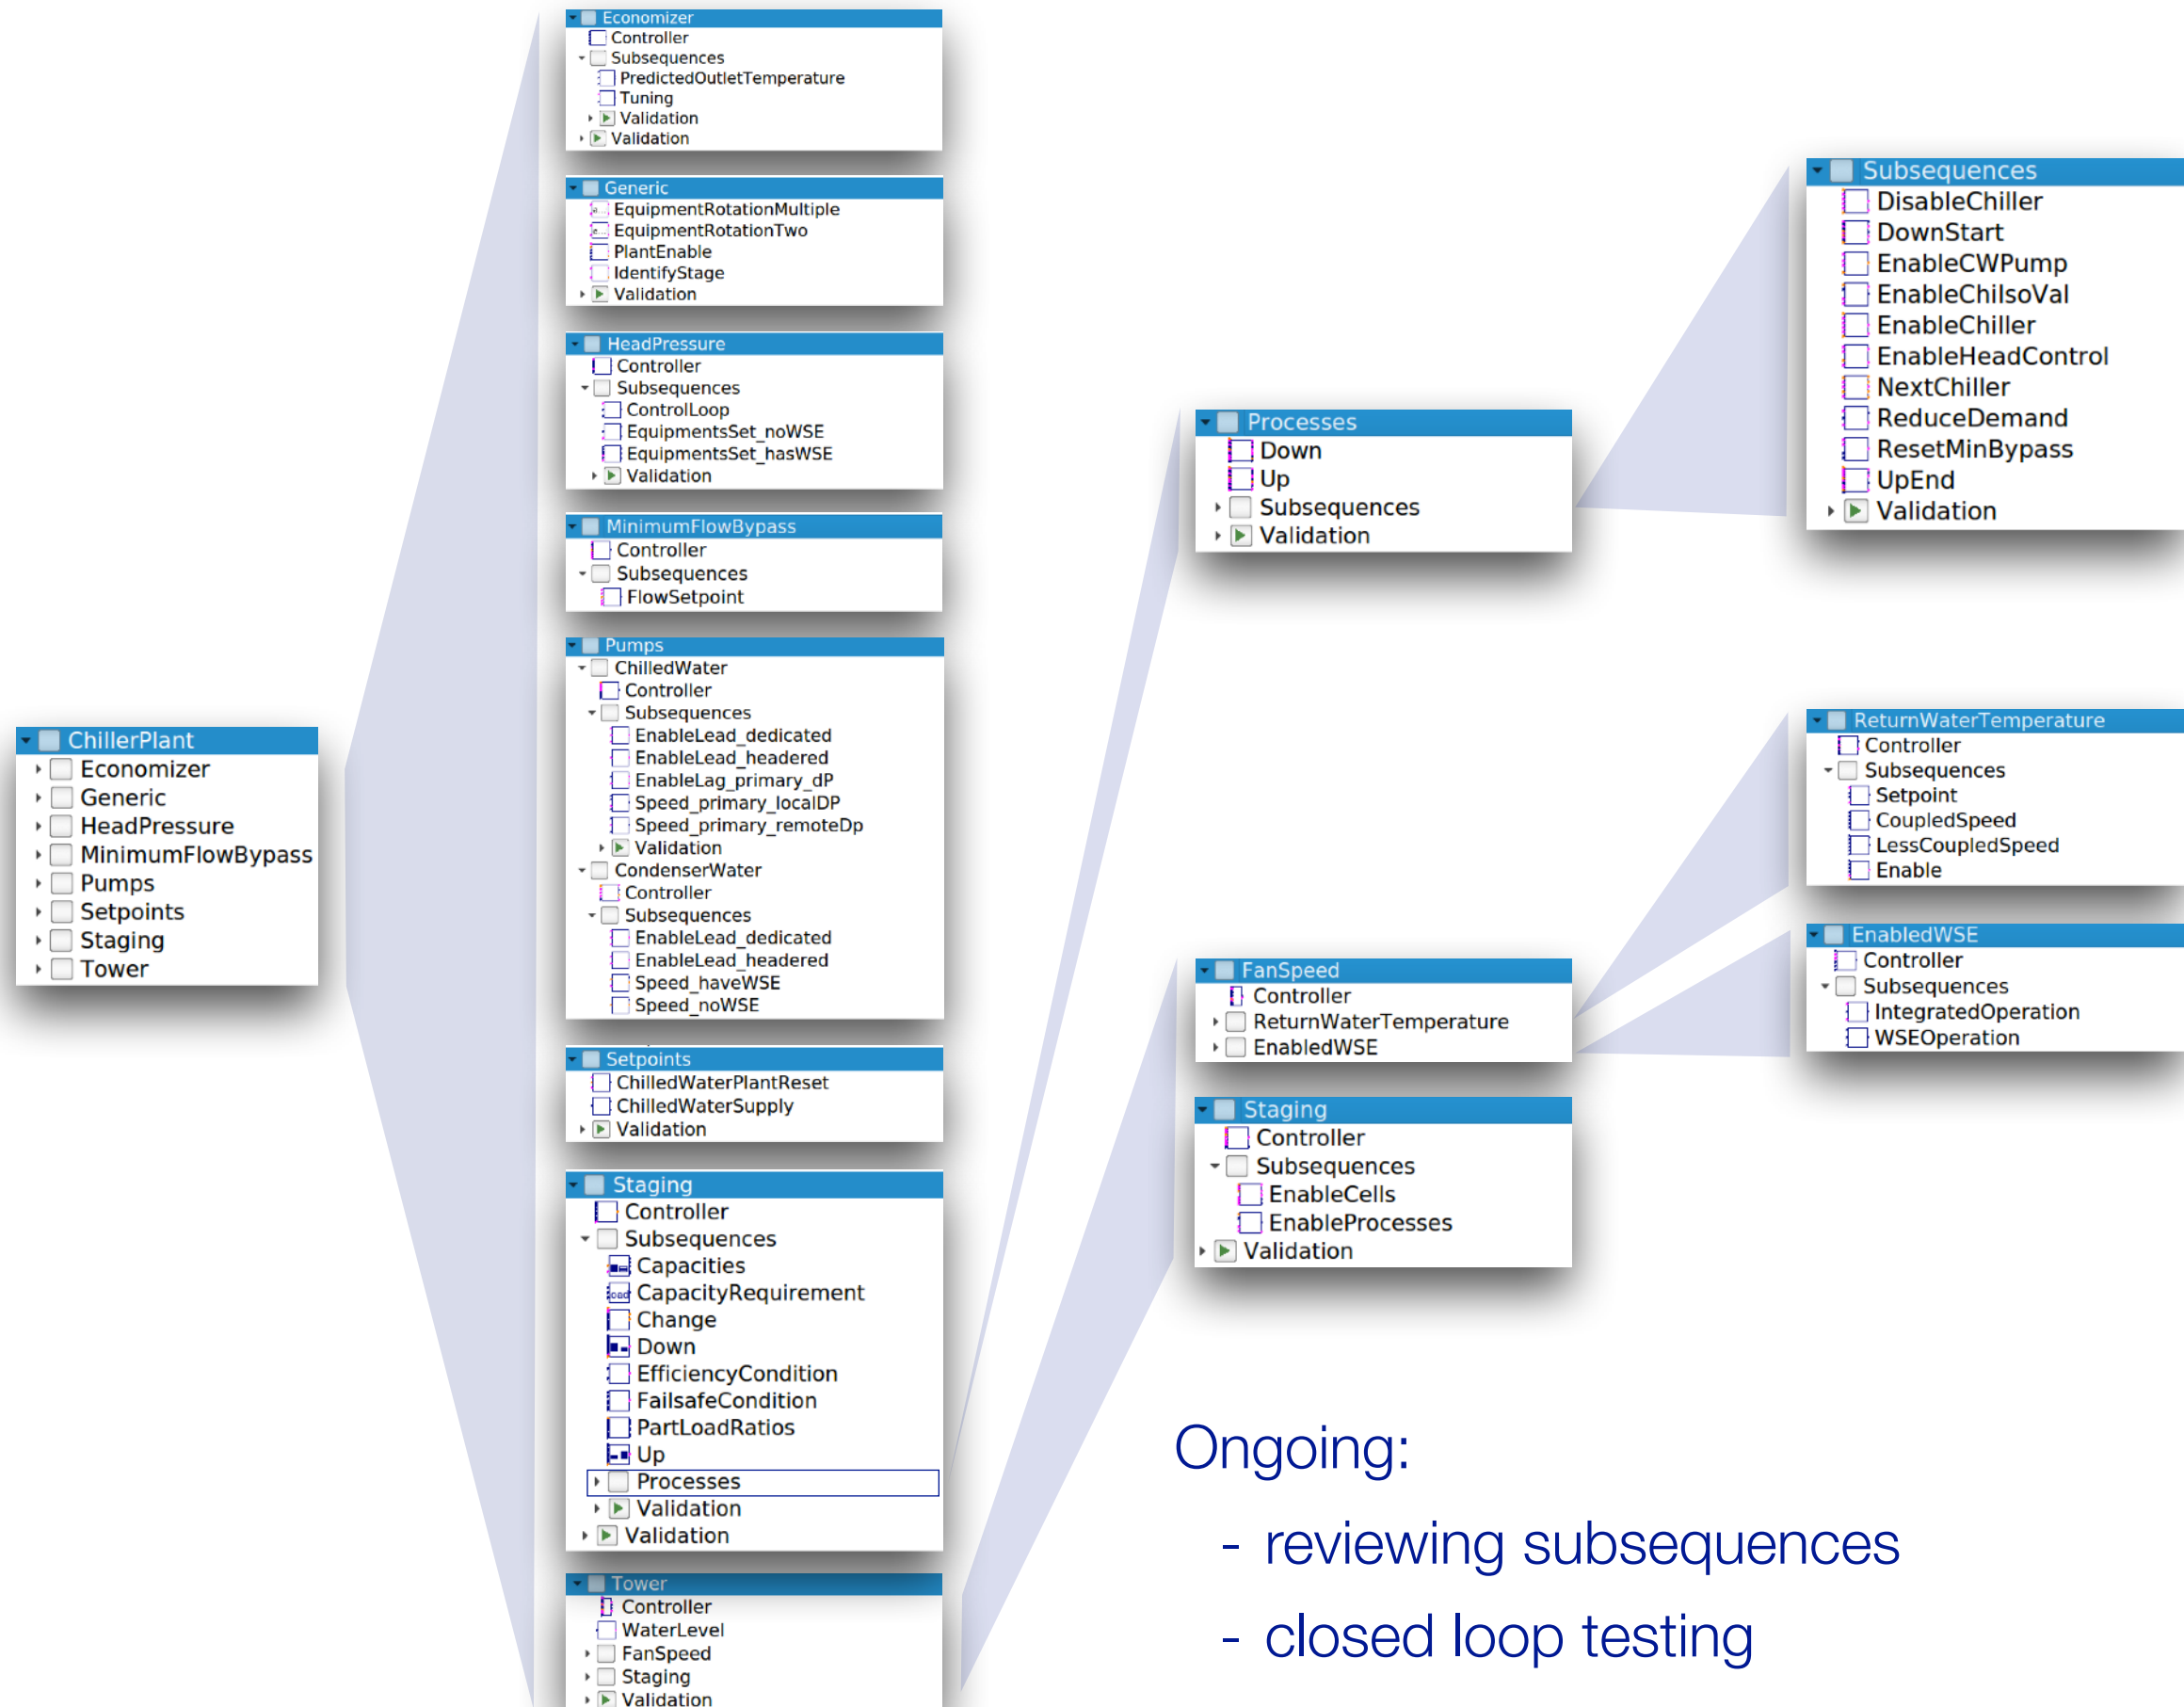 ChillerPlant
Economizer
Generic
HeadPressure
MinimumFlowBypass
Pumps
Setpoints
Staging
Tower
Economizer
Controller
Subsequences
PredictedOutletTemperature
Tuning
Validation
Validation
Generic
EquipmentRotationMultiple
EquipmentRotationTwo
PlantEnable
IdentifyStage
Validation
HeadPressure
Controller
Subsequences
ControlLoop
EquipmentsSet_noWSE
EquipmentsSet_hasWSE
Validation
MinimumFlowBypass
Controller
Subsequences
FlowSetpoint
Pumps
ChilledWater
Controller
Subsequences
EnableLead_dedicated
EnableLead_headered
EnableLag_primary_dP
Speed_primary_localDP
Speed_primary_remoteDp
Validation
CondenserWater
Controller
Subsequences
EnableLead_dedicated
EnableLead_headered
Speed_haveWSE
Speed_noWSE
Setpoints
ChilledWaterPlantReset
ChilledWaterSupply
Validation
Staging
Controller
Subsequences
Capacities
CapacityRequirement
Change
Down
EfficiencyCondition
FailsafeCondition
PartLoadRatios
Up
Processes
Validation
Validation
Tower
Controller
WaterLevel
FanSpeed
Staging
Validation
Processes
Down
Up
Subsequences
Validation
FanSpeed
Controller
ReturnWaterTemperature
EnabledWSE
Staging
Controller
Subsequences
EnableCells
EnableProcesses
Validation
Subsequences
DisableChiller
DownStart
EnableCWPump
EnableChiIsoVal
EnableChiller
EnableHeadControl
NextChiller
ReduceDemand
ResetMinBypass
UpEnd
Validation
ReturnWaterTemperature
Controller
Subsequences
Setpoint
CoupledSpeed
LessCoupledSpeed
Enable
EnabledWSE
Controller
Subsequences
IntegratedOperation
WSEOperation
Ongoing:
- reviewing subsequences
- closed loop testing